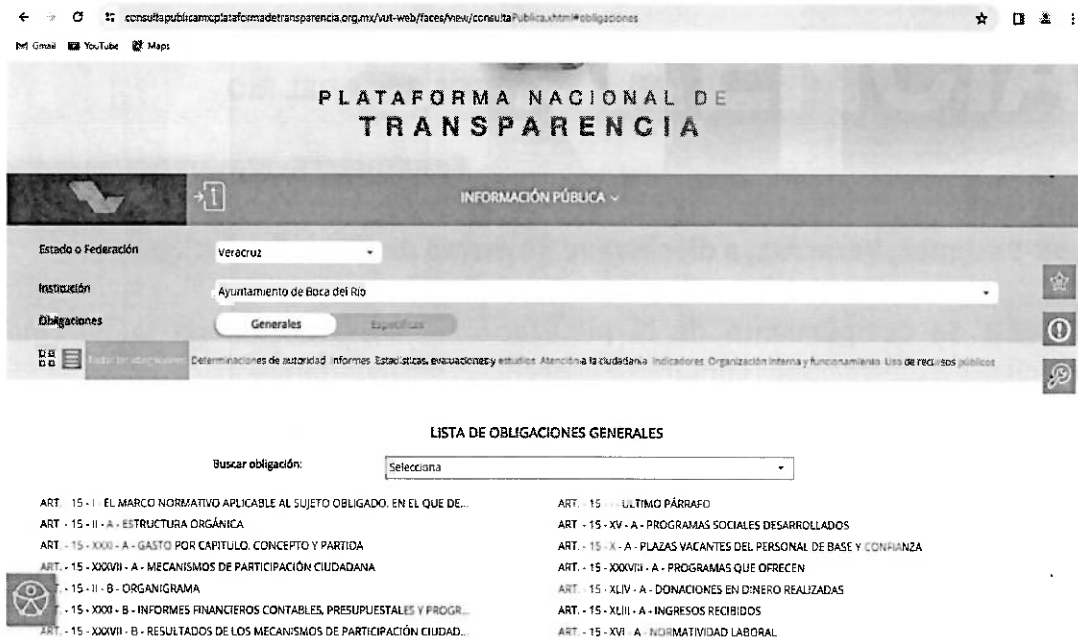 consultapublicamx.plataformadetransparencia.org.mx/vut-web/faces/view/consultaPublica.xhtml#obligaciones
Gmail YouTube Maps
PLATAFORMA NACIONAL DE
TRANSPARENCIA
INFORMACIÓN PÚBLICA
Estado o Federación
Veracruz
Institución
Ayuntamiento de Boca del Río
Obligaciones
Generales
Específicas
Determinaciones de autoridad Informes Estadísticas, evaluaciones y estudios Atención a la ciudadanía Indicadores Organización interna y funcionamiento Uso de recursos públicos
LISTA DE OBLIGACIONES GENERALES
Buscar obligación:
Selecciona
ART. - 15 - I - EL MARCO NORMATIVO APLICABLE AL SUJETO OBLIGADO, EN EL QUE DE...
ART - 15 - II - A - ESTRUCTURA ORGÁNICA
ART. - 15 - XXXI - A - GASTO POR CAPITULO, CONCEPTO Y PARTIDA
ART. - 15 - XXXVII - A - MECANISMOS DE PARTICIPACIÓN CIUDADANA
T. - 15 - II - B - ORGANIGRAMA
- 15 - XXXI - B - INFORMES FINANCIEROS CONTABLES, PRESUPUESTALES Y PROGR...
T. - 15 - XXXVII - B - RESULTADOS DE LOS MECANISMOS DE PARTICIPACIÓN CIUDAD...
ART. - 15 - - - ULTIMO PÁRRAFO
ART. - 15 - XV - A - PROGRAMAS SOCIALES DESARROLLADOS
ART. - 15 - X - A - PLAZAS VACANTES DEL PERSONAL DE BASE Y CONFIANZA
ART. - 15 - XXXVIII - A - PROGRAMAS QUE OFRECEN
ART. - 15 - XLIV - A - DONACIONES EN DINERO REALIZADAS
ART. - 15 - XLIII - A - INGRESOS RECIBIDOS
ART. - 15 - XVI - A - NORMATIVIDAD LABORAL